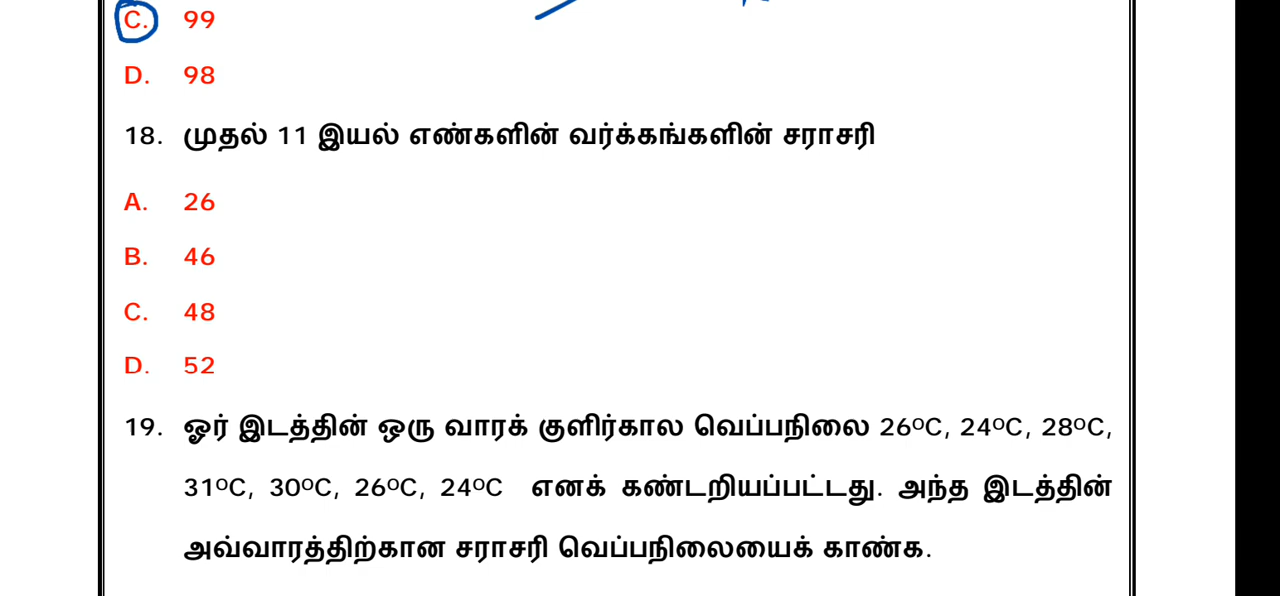 C. 99
D. 98
18. முதல் 11 இயல் எண்களின் வர்க்கங்களின் சராசரி
A. 26
B. 46
C. 48
D. 52
19. ஓர் இடத்தின் ஒரு வாரக் குளிர்கால வெப்பநிலை 26ºC, 24ºC, 28ºC,
31ºC, 30ºC, 26ºC, 24ºC எனக் கண்டறியப்பட்டது. அந்த இடத்தின்
அவ்வாரத்திற்கான சராசரி வெப்பநிலையைக் காண்க.